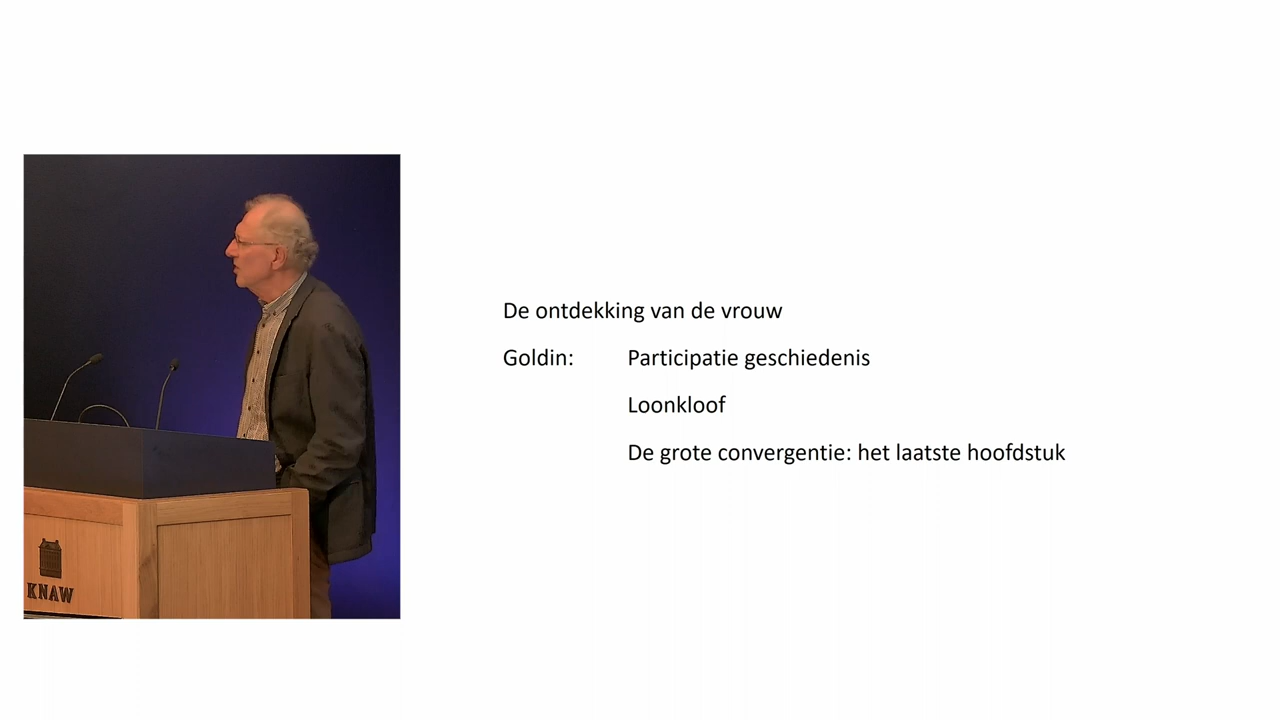 De ontdekking van de vrouw
Goldin: Participatie geschiedenis
Loonkloof
De grote convergentie: het laatste hoofdstuk
KNAW